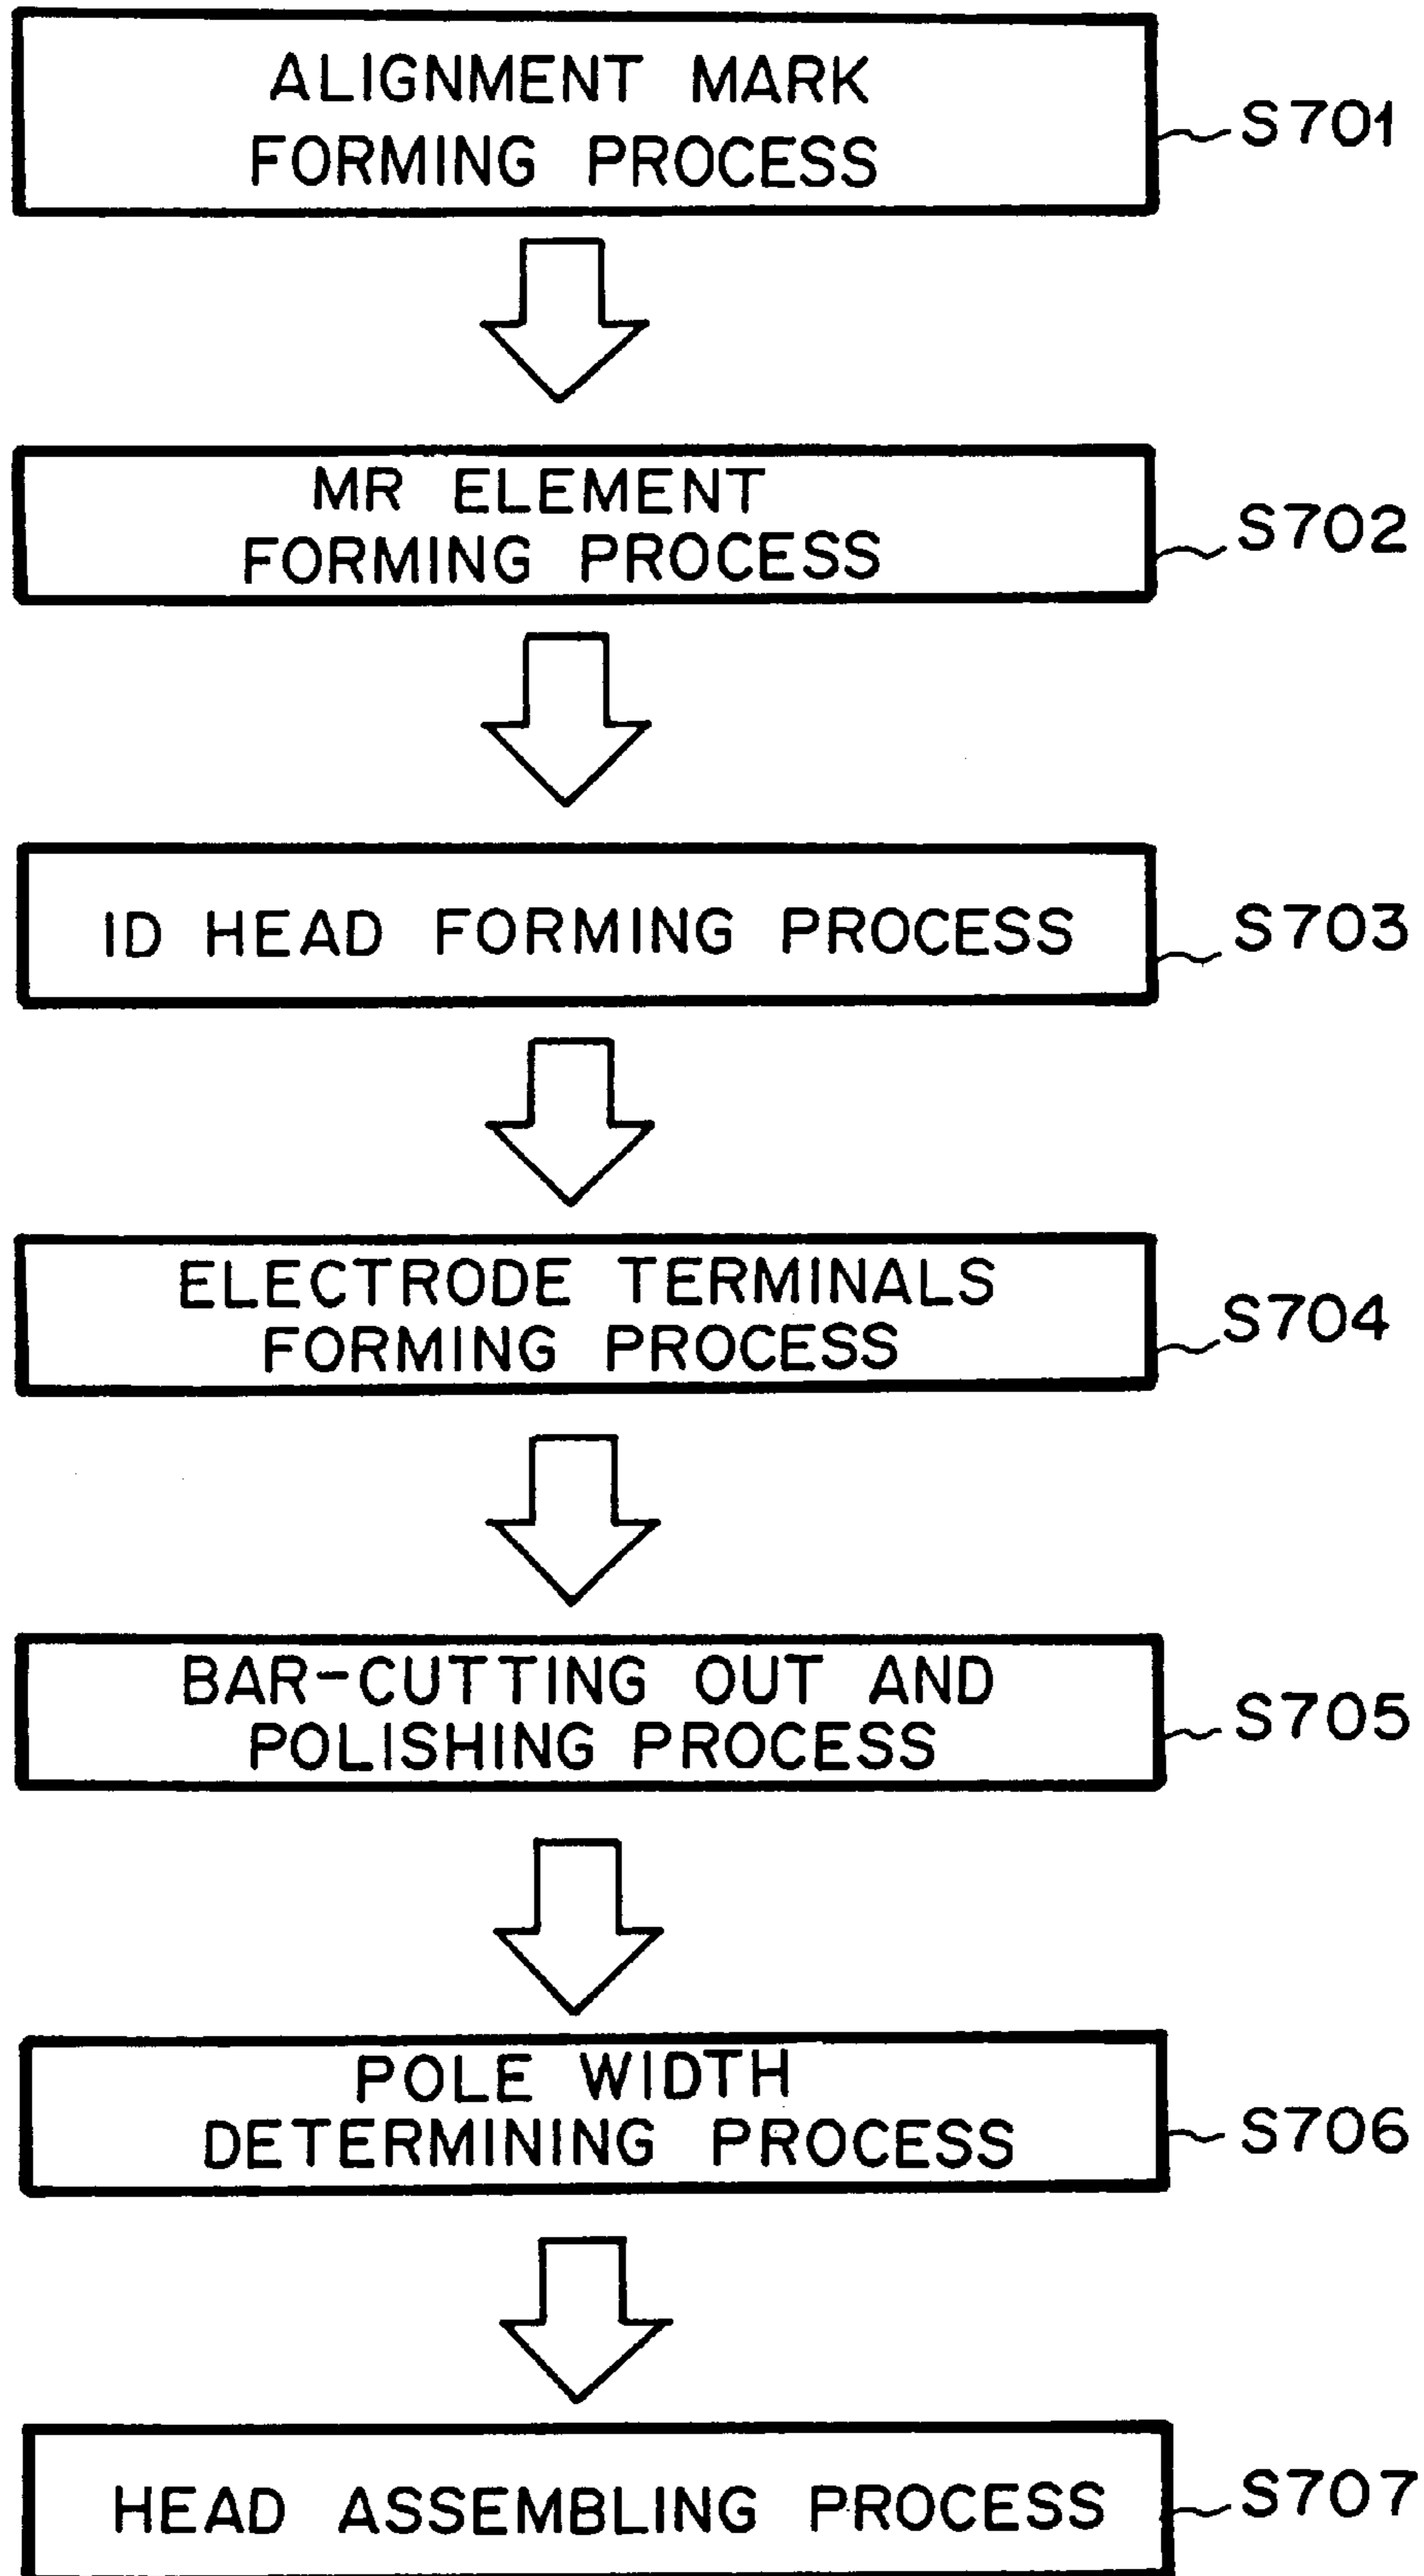 ALIGNMENT MARK
FORMING PROCESS
S701
MR ELEMENT
FORMING PROCESS
S702
ID HEAD FORMING PROCESS
S703
ELECTRODE TERMINALS
FORMING PROCESS
S704
BAR-CUTTING OUT AND
POLISHING PROCESS
S705
POLE WIDTH
DETERMINING PROCESS
S706
HEAD ASSEMBLING PROCESS
S707